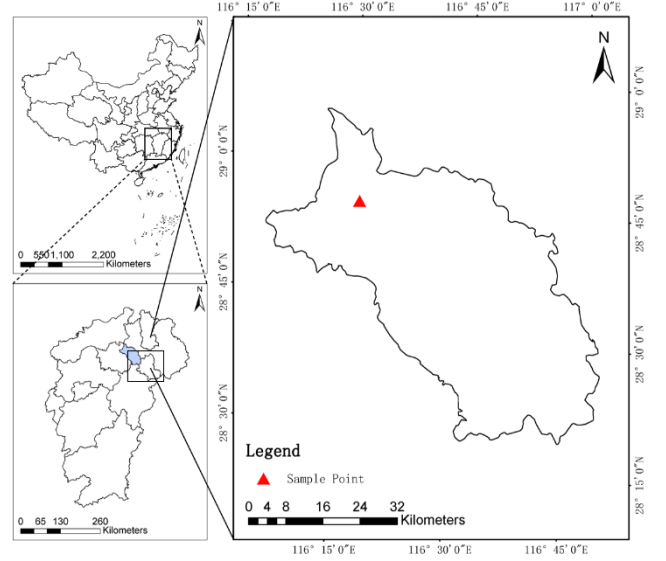 116° 15′0″E 116° 30′0″E 116° 45′0″E 117° 0′0″E
N
0 550 1,100 2,200
Kilometers
N
0 65 130 260
Kilometers
N
29° 0′0″N
28° 45′0″N
28° 30′0″N
29° 0′0″N
28° 45′0″N
28° 30′0″N
28° 15′0″N
Legend
Sample Point
0 4 8 16 24 32
Kilometers
116° 15′0″E 116° 30′0″E 116° 45′0″E